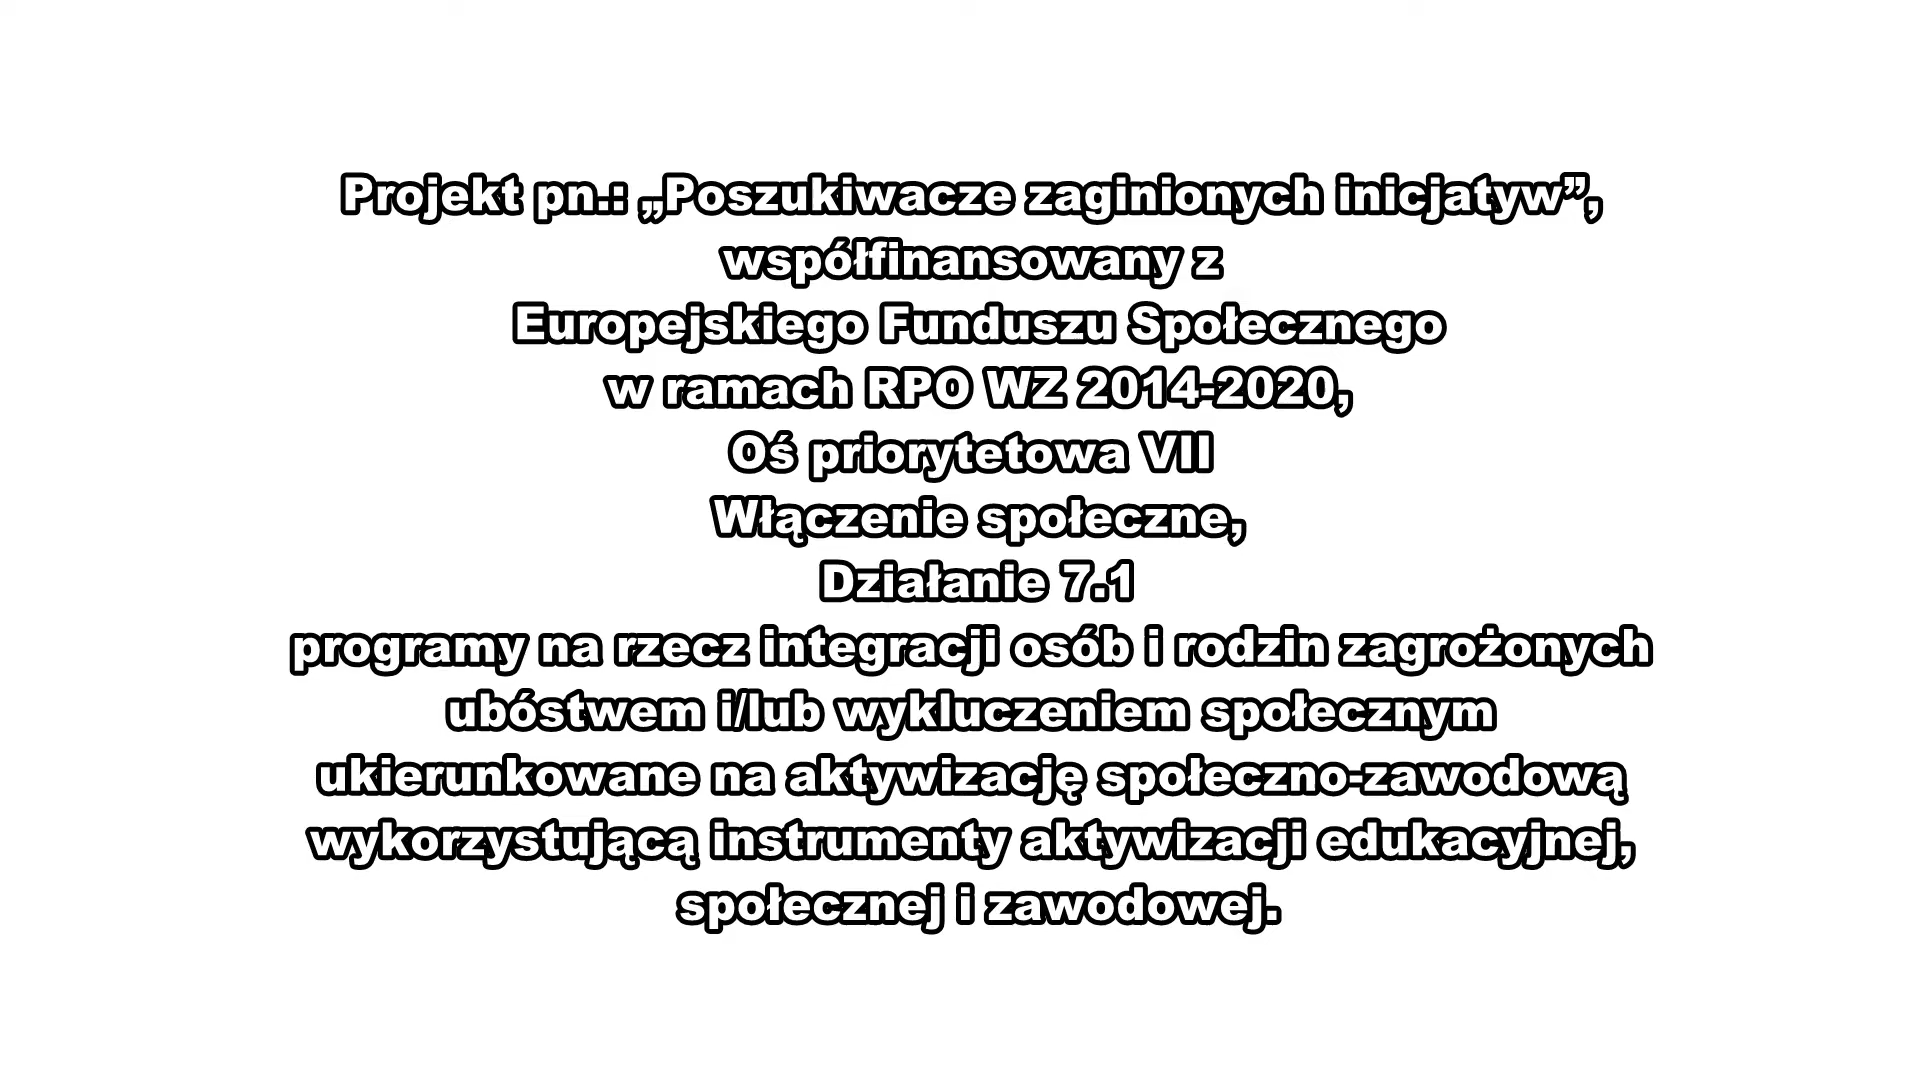 Projekt pn.: „Poszukiwacze zaginionych inicjatyw”,
współfinansowany z
Europejskiego Funduszu Społecznego
w ramach RPO WZ 2014-2020,
Oś priorytetowa VII
Włączenie społeczne,
Działanie 7.1
programy na rzecz integracji osób i rodzin zagrożonych
ubóstwem i/lub wykluczeniem społecznym
ukierunkowane na aktywizację społeczno-zawodową
wykorzystującą instrumenty aktywizacji edukacyjnej,
społecznej i zawodowej.